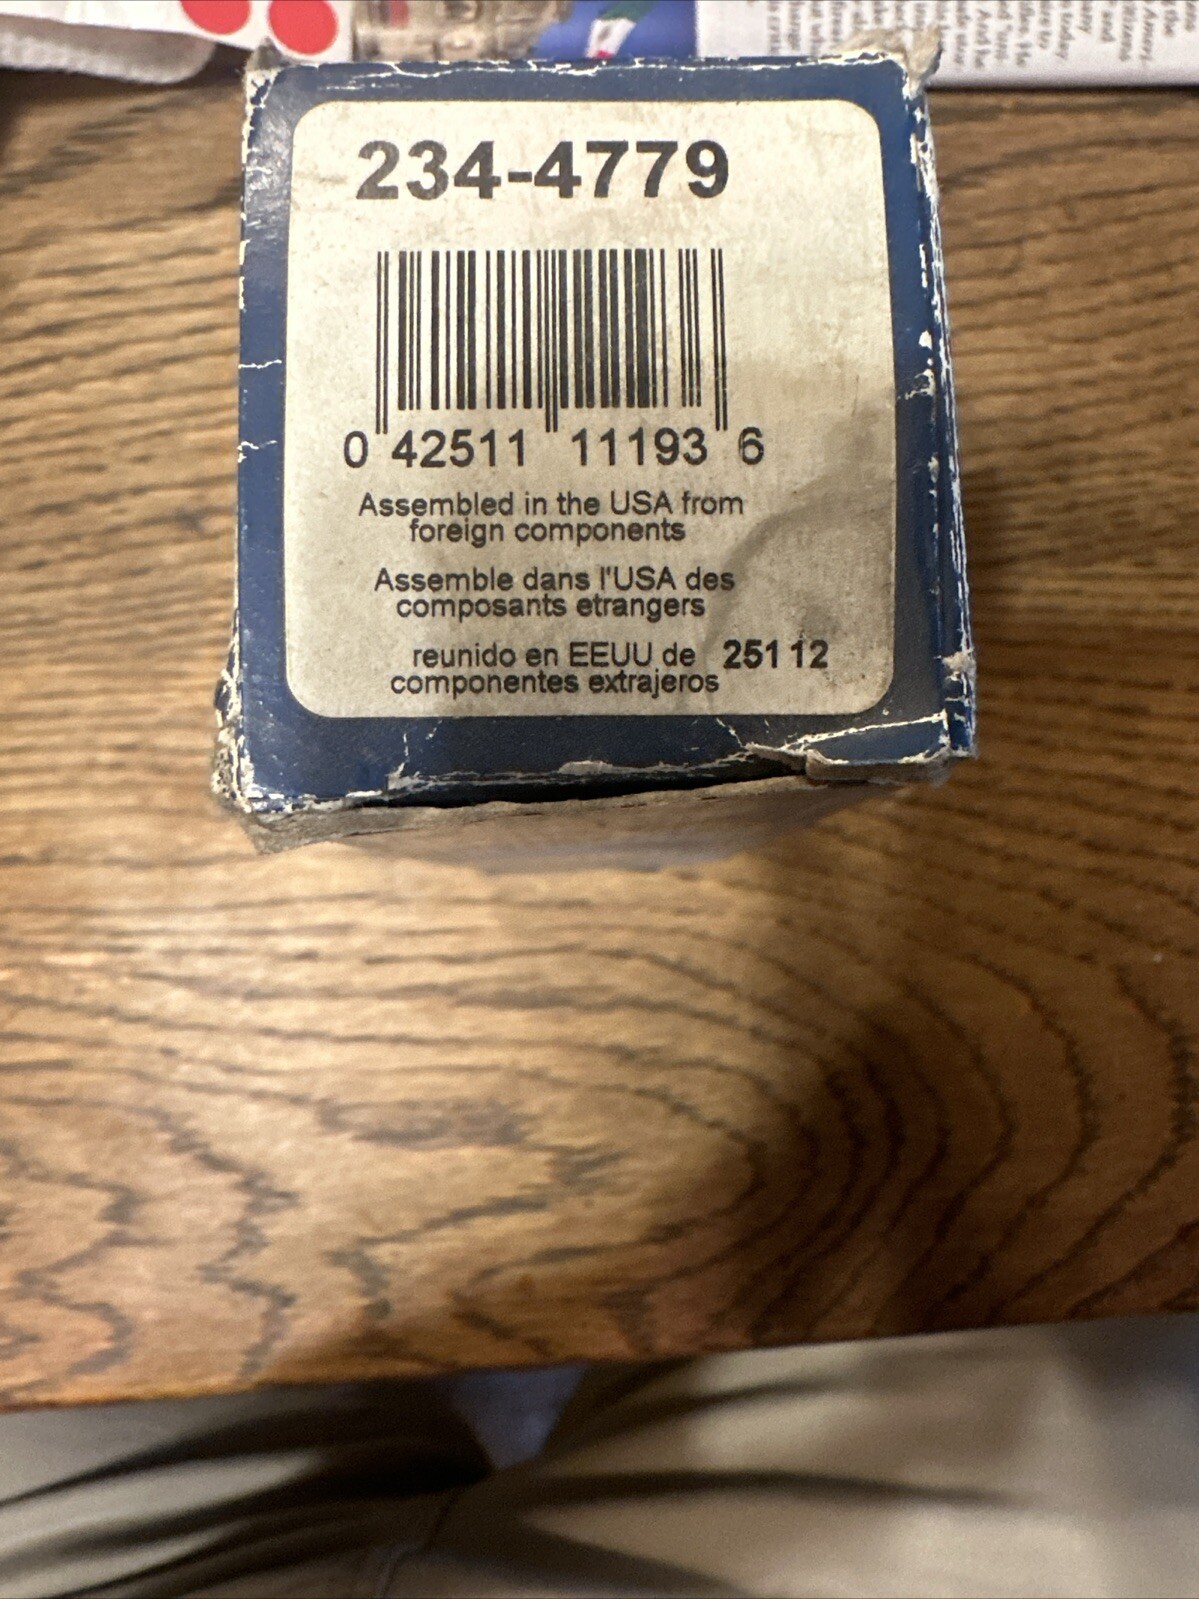 234-4779
0 42511 11193 6
Assembled in the USA from
foreign components
Assemble dans l'USA des
composants etrangers
reunido en EEUU de 251 12
componentes extrajeros